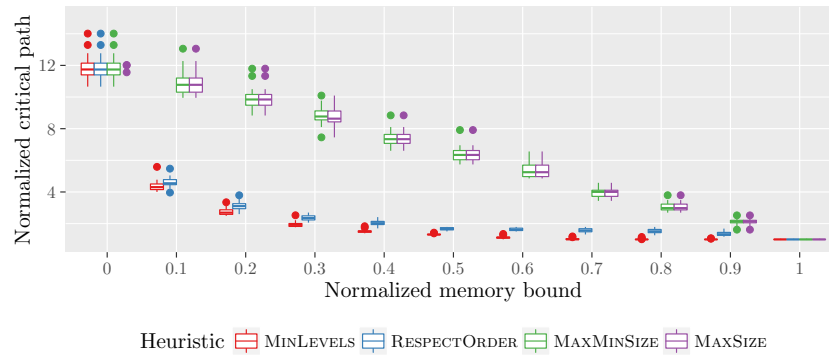 Normalized critical path
12
8
4
0 0.1 0.2 0.3 0.4 0.5 0.6 0.7 0.8 0.9 1
Normalized memory bound
Heuristic MINLEVELS RESPECTORDER MAXMINSIZE MAXSIZE